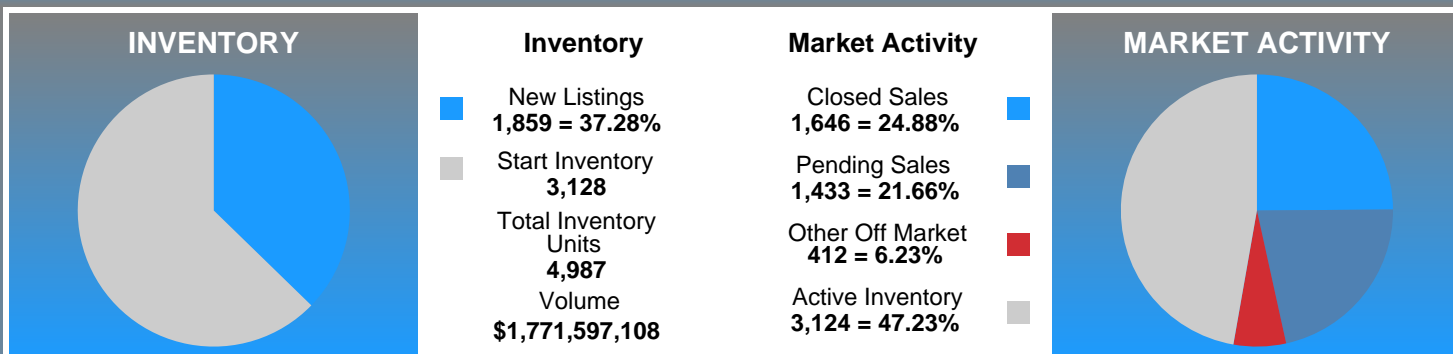 INVENTORY
Inventory
New Listings
1,859 = 37.28%
Start Inventory
3,128
Total Inventory
Units
4,987
Volume
$1,771,597,108
Market Activity
Closed Sales
1,646 = 24.88%
Pending Sales
1,433 = 21.66%
Other Off Market
412 = 6.23%
Active Inventory
3,124 = 47.23%
MARKET ACTIVITY